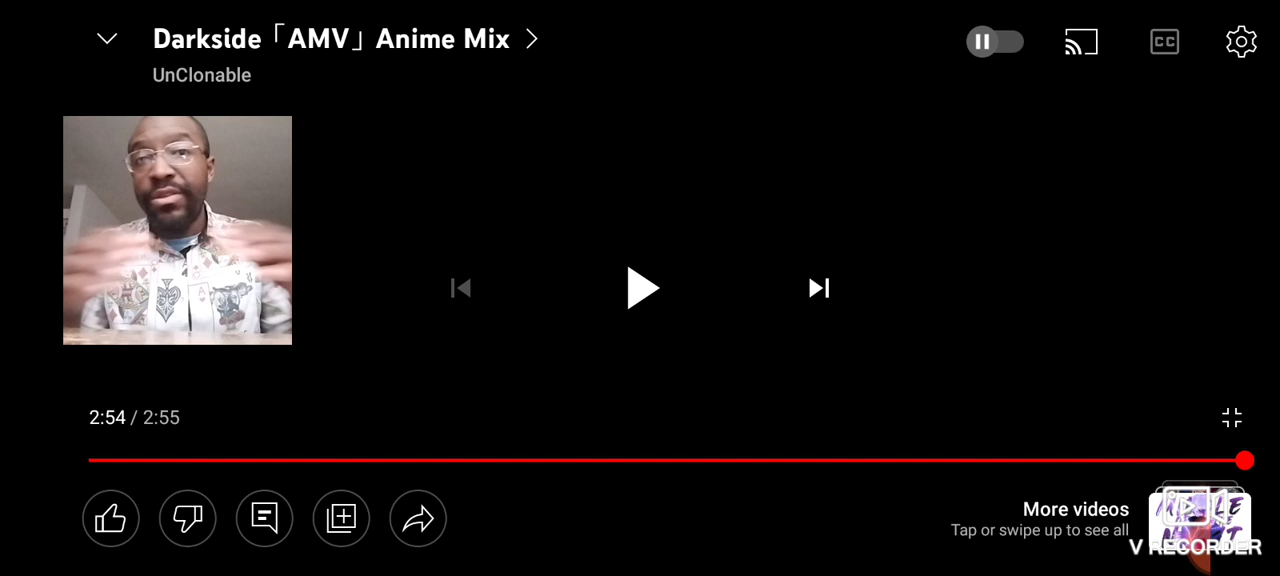 Darkside「AMV」Anime Mix
UnClonable
CC
A
2:54 / 2:55
More videos
Tap or swipe up to see all
V RECORDER